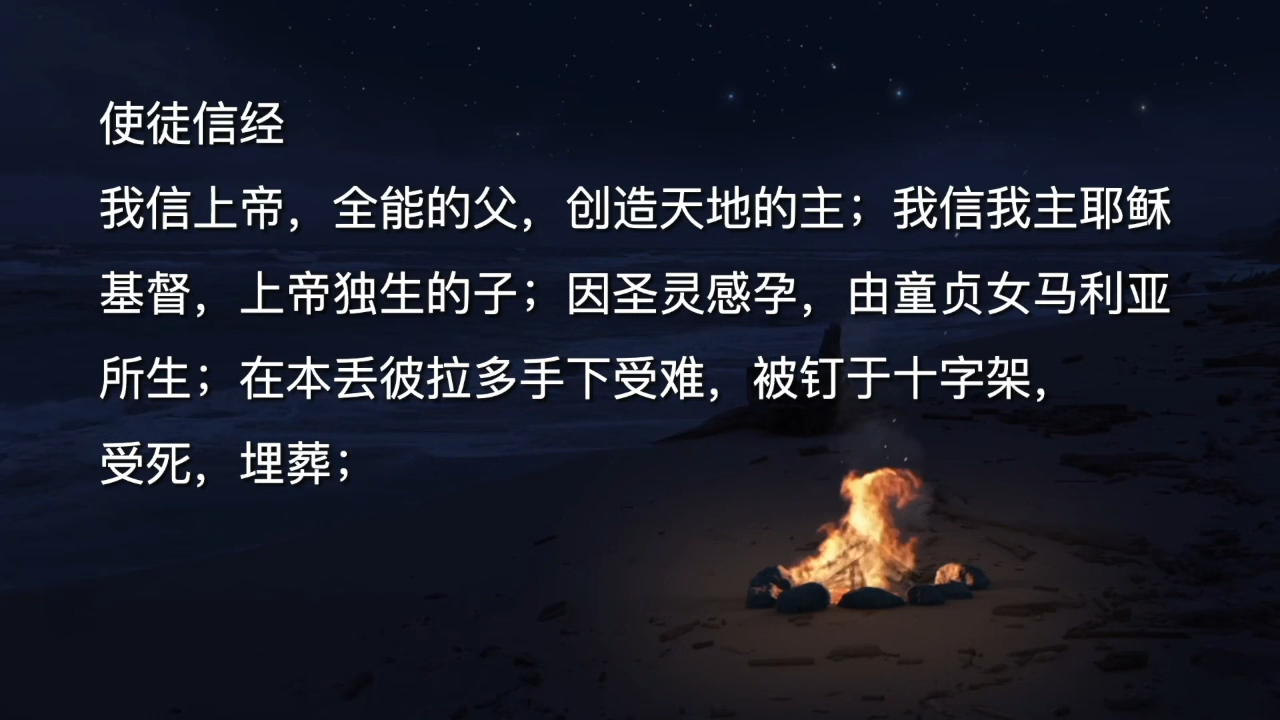 使徒信经
我信上帝，全能的父，创造天地的主；我信我主耶稣
基督，上帝独生的子；因圣灵感孕，由童贞女马利亚
所生；在本丢彼拉多手下受难，被钉于十字架，
受死，埋葬；